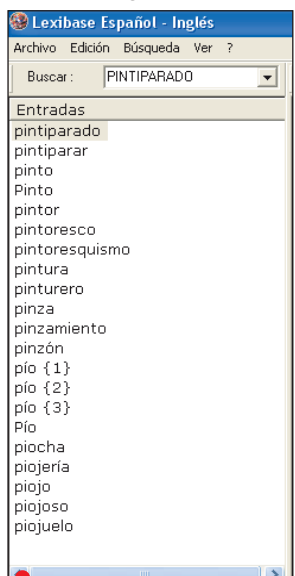 Lexibase Español - Inglés
Archivo Edición Búsqueda Ver ?
Buscar: PINTIPARADO
Entradas
pintiparado
pintiparar
pinto
Pinto
pintor
pintoresco
pintoresquismo
pintura
pinturero
pinza
pinzamiento
pinzón
pío {1}
pío {2}
pío {3}
Pío
piocha
piojería
piojo
piojoso
piojuelo